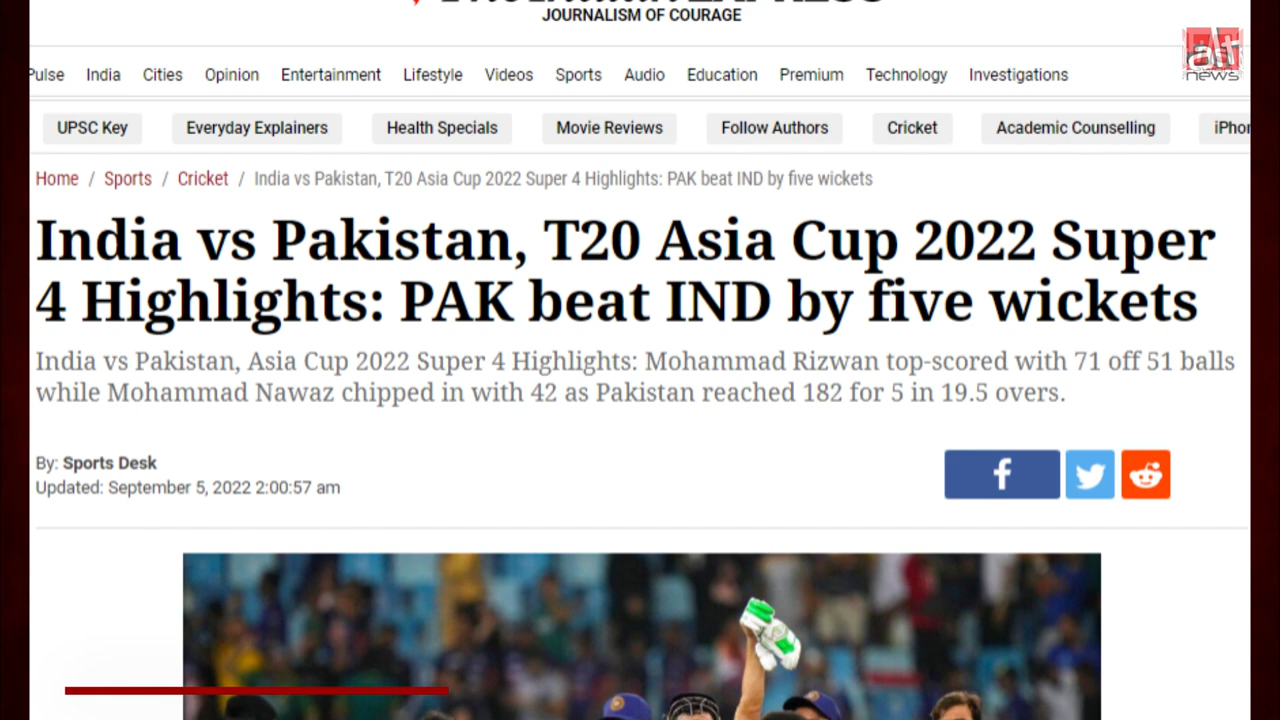 JOURNALISM OF COURAGE
Pulse India Cities Opinion Entertainment Lifestyle Videos Sports Audio Education Premium Technology Investigations
alt
news
UPSC Key Everyday Explainers Health Specials Movie Reviews Follow Authors Cricket Academic Counselling
Home / Sports / Cricket / India vs Pakistan, T20 Asia Cup 2022 Super 4 Highlights: PAK beat IND by five wickets
India vs Pakistan, T20 Asia Cup 2022 Super
4 Highlights: PAK beat IND by five wickets
India vs Pakistan, Asia Cup 2022 Super 4 Highlights: Mohammad Rizwan top-scored with 71 off 51 balls
while Mohammad Nawaz chipped in with 42 as Pakistan reached 182 for 5 in 19.5 overs.
By: Sports Desk
Updated: September 5, 2022 2:00:57 am